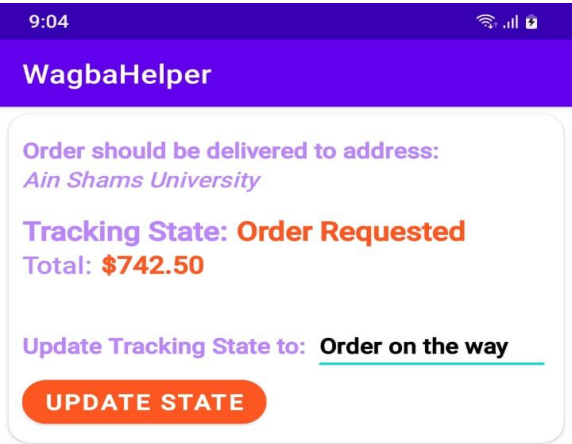 9:04
WagbaHelper
Order should be delivered to address:
Ain Shams University
Tracking State: Order Requested
Total: $742.50
Update Tracking State to: Order on the way
UPDATE STATE